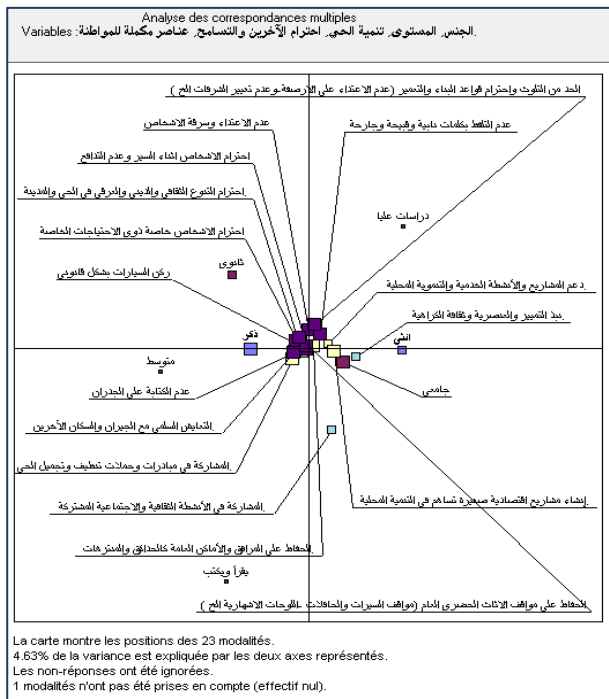 Analyse des correspondances multiples
Variables :الجنس, المستوى, تنمية الحي, احترام الآخرين والتسامح, عناصر مكملة للمواطنة.
الحد من التلوث واحترام قواعد البناء والتعمير (عدم الاعتداء على الأرصفة-وعدم تغيير الشرفات الخ )
عدم الاعتداء وسرقة الاشخاص
عدم التلفظ بكلمات نابية وقبيحة وجارحة
احترام الاشخاص اثناء السير وعدم التدافع
احترام التنوع الثقافي والديني والعرقي في الحي والمدينة.
دراسات عليا
احترام الاشخاص خاصة ذوي الاحتياجات الخاصة
ثانوي
ركن السيارات بشكل قانوني
دعم المشاريع والأنشطة الخدمية والتنموية المحلية.
نبذ التمييز والعنصرية وثقافة الكراهية.
ذكر
انثى
متوسط
جامعي
عدم الكتابة على الجدران
التعايش السلمي مع الجيران والسكان الآخرين.
المشاركة في مبادرات وحملات تنظيف وتجميل الحي.
المشاركة في الأنشطة الثقافية والاجتماعية المشتركة.
إنشاء مشاريع اقتصادية صغيرة تساهم في التنمية المحلية.
الحفاظ على المرافق والأماكن العامة كالحدائق والمنتزهات.
يقرأ ويكتب
الحفاظ على مواقف الاثاث الحضري العام (مواقف السيرات والحافلات -اللوحات الاشهارية الخ )
La carte montre les positions des 23 modalités.
4.63% de la variance est expliquée par les deux axes représentés.
Les non-réponses ont été ignorées.
1 modalités n'ont pas été prises en compte (effectif nul).